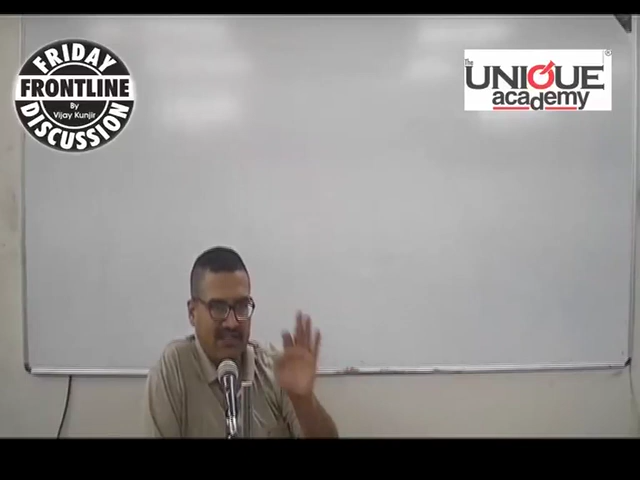 FRIDAY
FRONTLINE
By
Vijay Kunjir
DISCUSSION
The
UNIQUE
academy
®